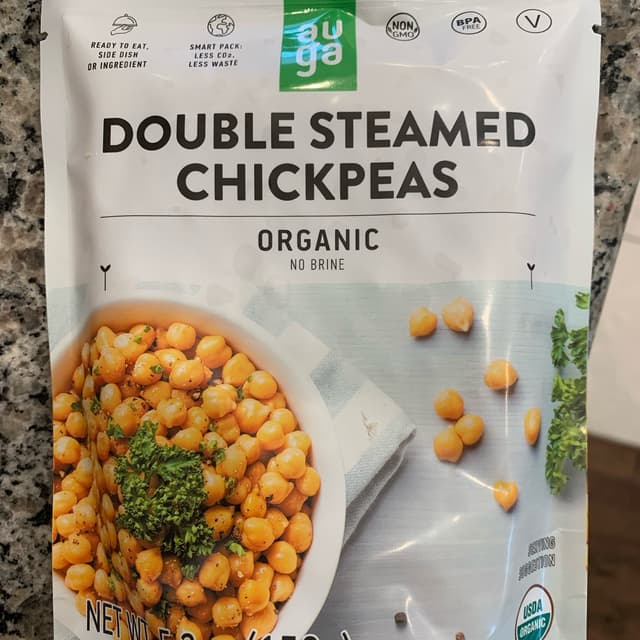 READY TO EAT,
SIDE DISH
OR INGREDIENT
SMART PACK:
LESS CO₂,
LESS WASTE
au
ga
NON
GMO
BPA
FREE
V
DOUBLE STEAMED
CHICKPEAS
ORGANIC
NO BRINE
SERVING
SUGGESTION
USDA
ORGANIC
NET WT